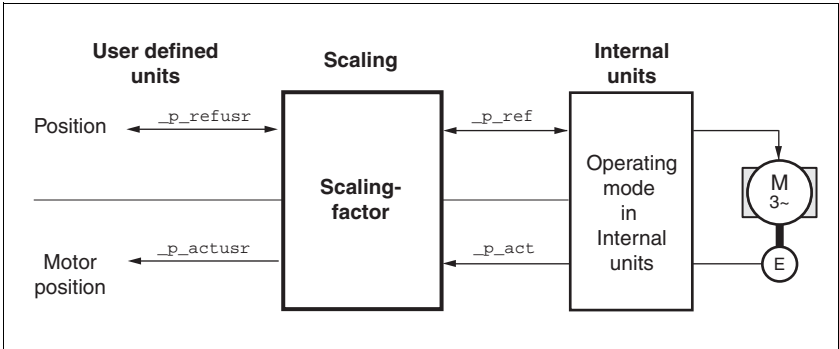 User defined
units
Scaling
Internal
units
Position
_p_refusr
_p_ref
Scaling-
factor
Operating
mode
in
Internal
units
M
3~
Motor
position
_p_actusr
_p_act
E